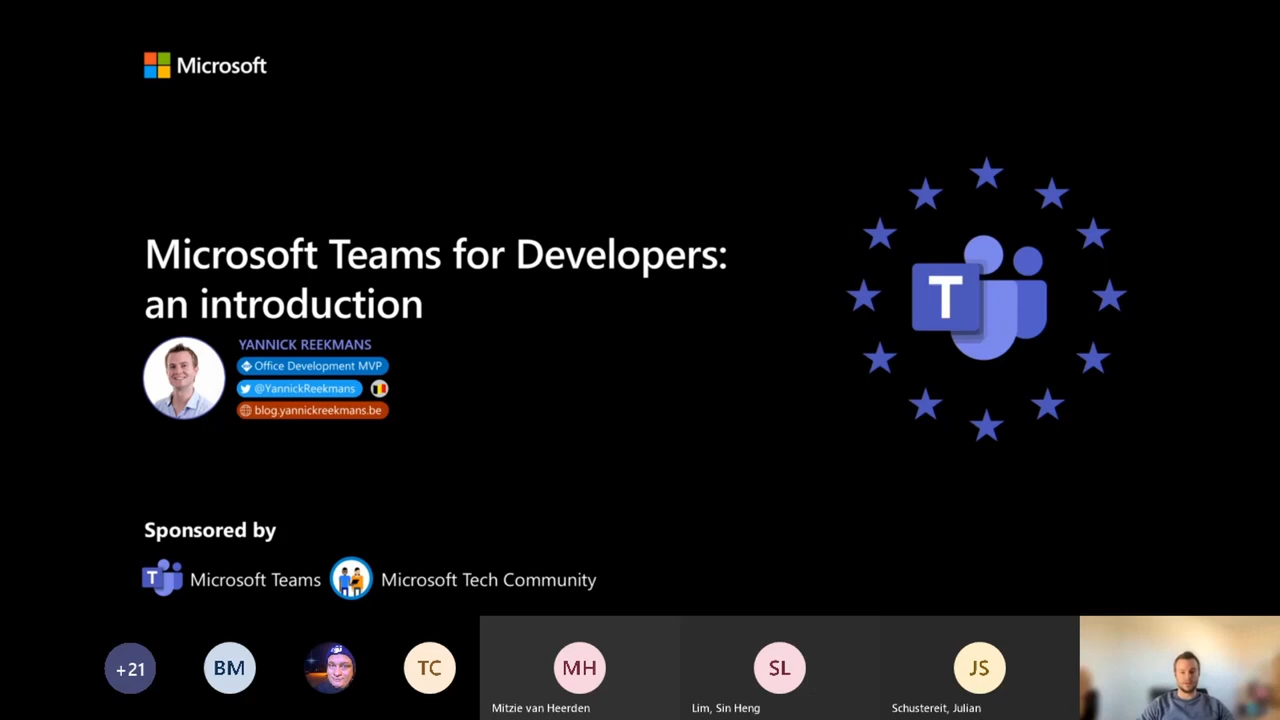 Microsoft
Microsoft Teams for Developers:
an introduction
YANNICK REEKMANS
Office Development MVP
@YannickReekmans
blog.yannickreekmans.be
T
Sponsored by
T
Microsoft Teams
Microsoft Tech Community
+21
BM
TC
MH
SL
JS
Mitzie van Heerden
Lim, Sin Heng
Schustereit, Julian